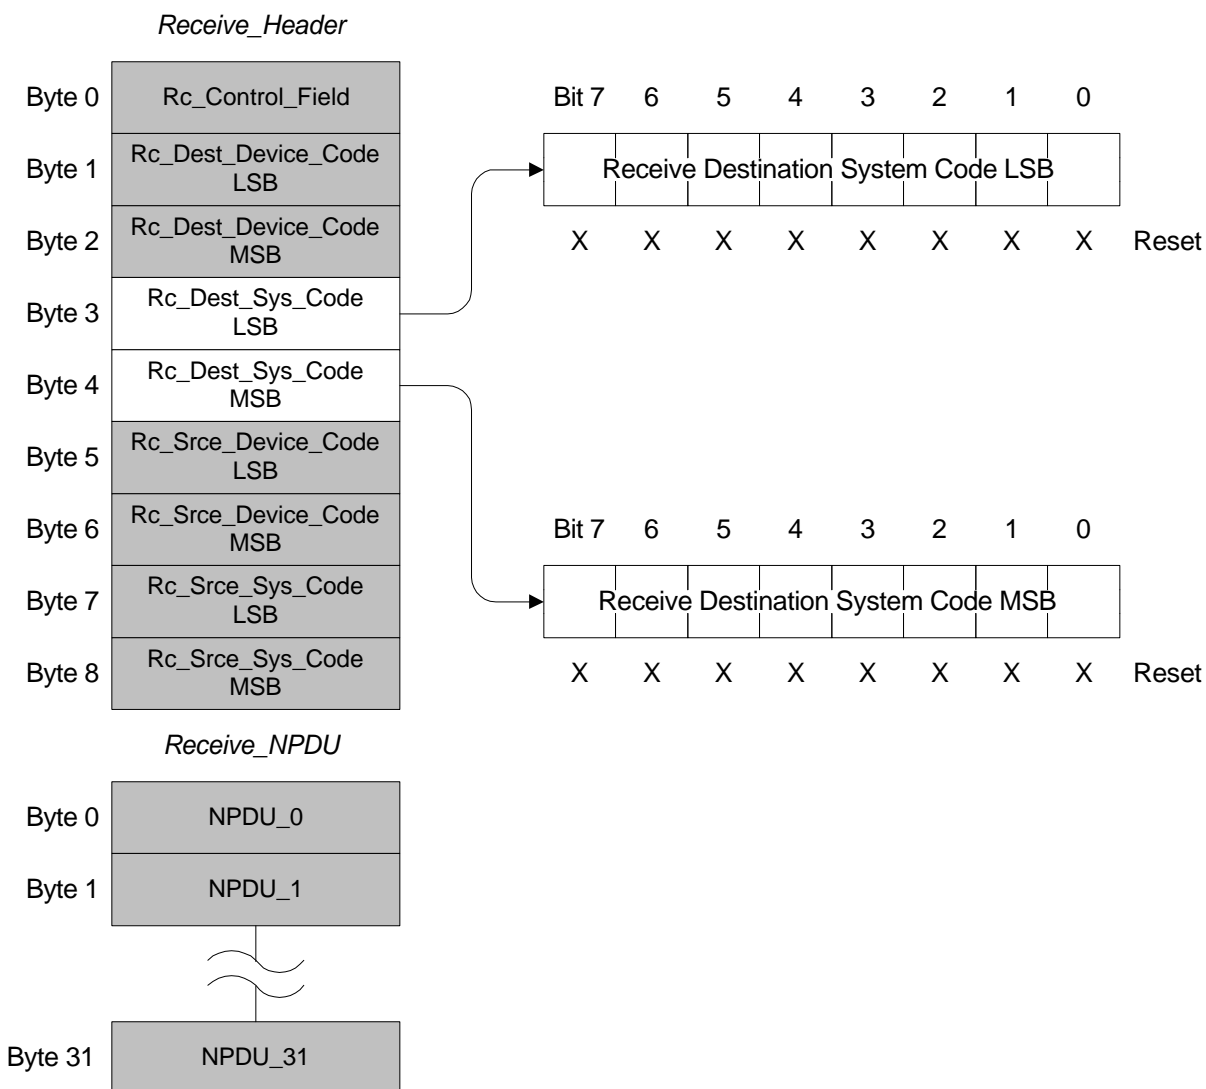 Receive_Header
Byte 0 Rc_Control_Field
Byte 1 Rc_Dest_Device_Code
LSB
Byte 2 Rc_Dest_Device_Code
MSB
Byte 3 Rc_Dest_Sys_Code
LSB
Byte 4 Rc_Dest_Sys_Code
MSB
Byte 5 Rc_Srce_Device_Code
LSB
Byte 6 Rc_Srce_Device_Code
MSB
Byte 7 Rc_Srce_Sys_Code
LSB
Byte 8 Rc_Srce_Sys_Code
MSB
Bit 7 6 5 4 3 2 1 0
Receive Destination System Code LSB
X X X X X X X X Reset
Bit 7 6 5 4 3 2 1 0
Receive Destination System Code MSB
X X X X X X X X Reset
Receive_NPDU
Byte 0 NPDU_0
Byte 1 NPDU_1
Byte 31 NPDU_31